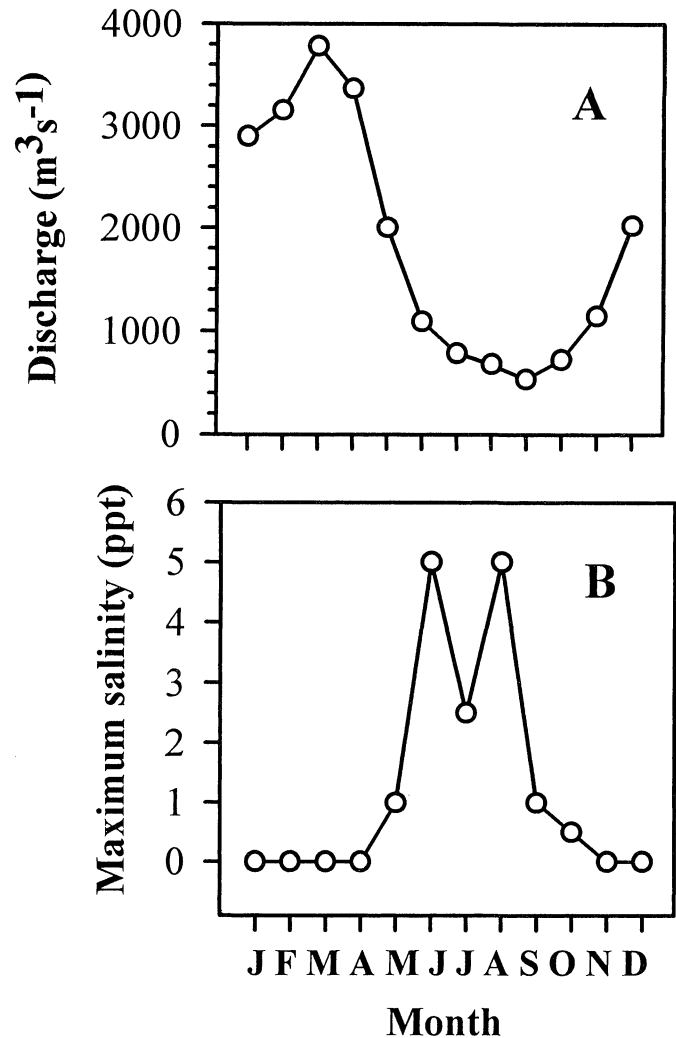 4000
3000
2000
1000
0
Discharge (m³s-1)
A
6
5
4
3
2
1
0
Maximum salinity (ppt)
B
J F M A M J J A S O N D
Month